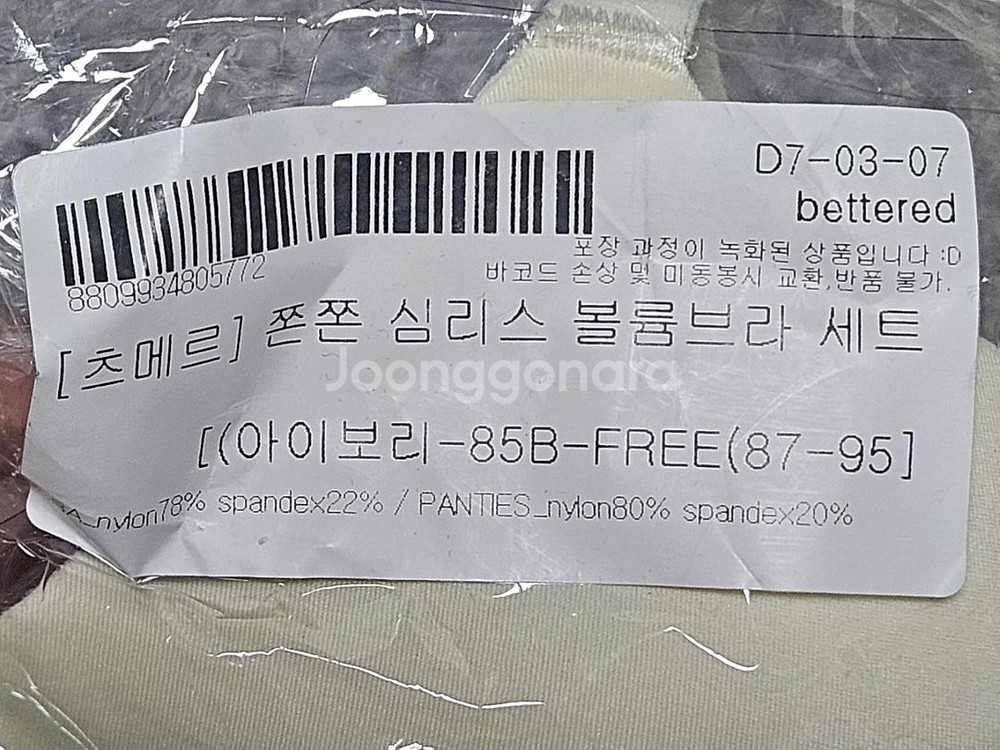 D7-03-07
bettered
포장 과정이 녹화된 상품입니다 :D
8809934805772
바코드 손상 및 미동봉시 교환,반품 불가.
[츠메르] 쫀쫀 심리스 볼륨브라 세트
Joonggonara
[(아이보리-85B-FREE(87-95]
nylon78% spandex22% / PANTIES_nylon80% spandex20%